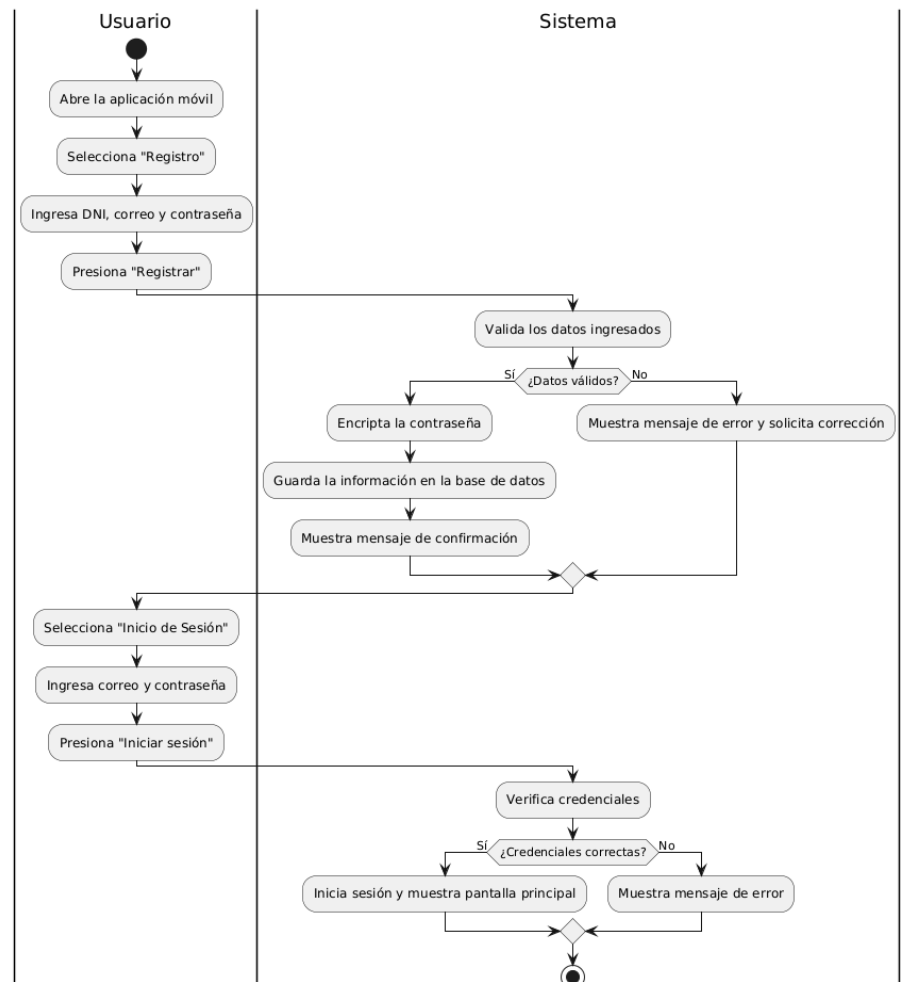 Usuario
Sistema
Abre la aplicación móvil
Selecciona "Registro"
Ingresa DNI, correo y contraseña
Presiona "Registrar"
Valida los datos ingresados
Sí
¿Datos válidos?
No
Encripta la contraseña
Muestra mensaje de error y solicita corrección
Guarda la información en la base de datos
Muestra mensaje de confirmación
Selecciona "Inicio de Sesión"
Ingresa correo y contraseña
Presiona "Iniciar sesión"
Verifica credenciales
Sí
¿Credenciales correctas?
No
Inicia sesión y muestra pantalla principal
Muestra mensaje de error